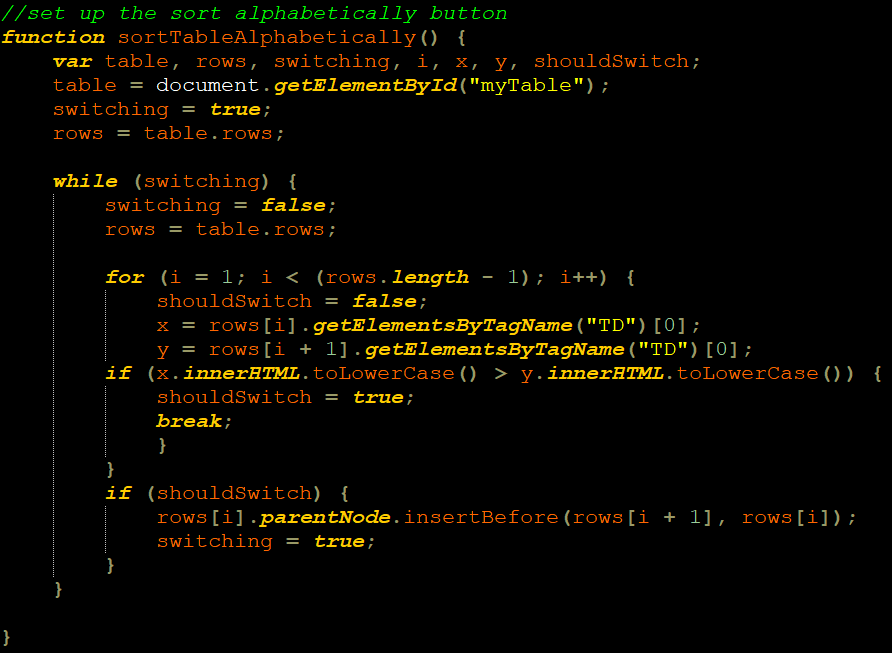 //set up the sort alphabetically button
function sortTableAlphabetically() {
    var table, rows, switching, i, x, y, shouldSwitch;
    table = document.getElementById("myTable");
    switching = true;
    rows = table.rows;

    while (switching) {
        switching = false;
        rows = table.rows;

        for (i = 1; i < (rows.length - 1); i++) {
            shouldSwitch = false;
            x = rows[i].getElementsByTagName("TD")[0];
            y = rows[i + 1].getElementsByTagName("TD")[0];
        if (x.innerHTML.toLowerCase() > y.innerHTML.toLowerCase()) {
            shouldSwitch = true;
            break;
            }
        }
        if (shouldSwitch) {
            rows[i].parentNode.insertBefore(rows[i + 1], rows[i]);
            switching = true;
        }
    }

}